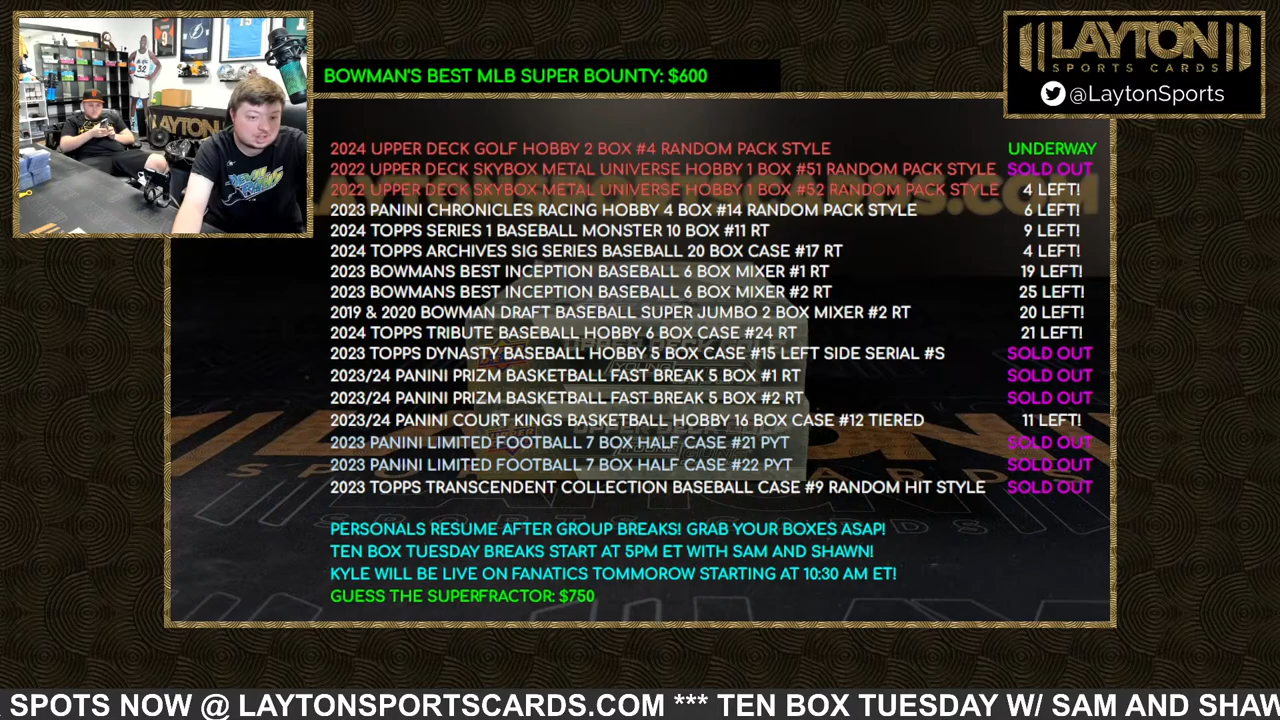 BOWMAN'S BEST MLB SUPER BOUNTY: $600
LAYTON
SPORTS CARDS
@LaytonSports
2024 UPPER DECK GOLF HOBBY 2 BOX #4 RANDOM PACK STYLE UNDERWAY
2022 UPPER DECK SKYBOX METAL UNIVERSE HOBBY 1 BOX #51 RANDOM PACK STYLE SOLD OUT
2022 UPPER DECK SKYBOX METAL UNIVERSE HOBBY 1 BOX #52 RANDOM PACK STYLE 4 LEFT!
2023 PANINI CHRONICLES RACING HOBBY 4 BOX #14 RANDOM PACK STYLE 6 LEFT!
2024 TOPPS SERIES 1 BASEBALL MONSTER 10 BOX #11 RT 9 LEFT!
2024 TOPPS ARCHIVES SIG SERIES BASEBALL 20 BOX CASE #17 RT 4 LEFT!
2023 BOWMANS BEST INCEPTION BASEBALL 6 BOX MIXER #1 RT 19 LEFT!
2023 BOWMANS BEST INCEPTION BASEBALL 6 BOX MIXER #2 RT 25 LEFT!
2019 & 2020 BOWMAN DRAFT BASEBALL SUPER JUMBO 2 BOX MIXER #2 RT 20 LEFT!
2024 TOPPS TRIBUTE BASEBALL HOBBY 6 BOX CASE #24 RT 21 LEFT!
2023 TOPPS DYNASTY BASEBALL HOBBY 5 BOX CASE #15 LEFT SIDE SERIAL #S SOLD OUT
2023/24 PANINI PRIZM BASKETBALL FAST BREAK 5 BOX #1 RT SOLD OUT
2023/24 PANINI PRIZM BASKETBALL FAST BREAK 5 BOX #2 RT SOLD OUT
2023/24 PANINI COURT KINGS BASKETBALL HOBBY 16 BOX CASE #12 TIERED 11 LEFT!
2023 PANINI LIMITED FOOTBALL 7 BOX HALF CASE #21 PYT SOLD OUT
2023 PANINI LIMITED FOOTBALL 7 BOX HALF CASE #22 PYT SOLD OUT
2023 TOPPS TRANSCENDENT COLLECTION BASEBALL CASE #9 RANDOM HIT STYLE SOLD OUT
PERSONALS RESUME AFTER GROUP BREAKS! GRAB YOUR BOXES ASAP!
TEN BOX TUESDAY BREAKS START AT 5PM ET WITH SAM AND SHAWN!
KYLE WILL BE LIVE ON FANATICS TOMMOROW STARTING AT 10:30 AM ET!
GUESS THE SUPERFRACTOR: $750
SPOTS NOW @ LAYTONSPORTSCARDS.COM *** TEN BOX TUESDAY W/ SAM AND SHAW